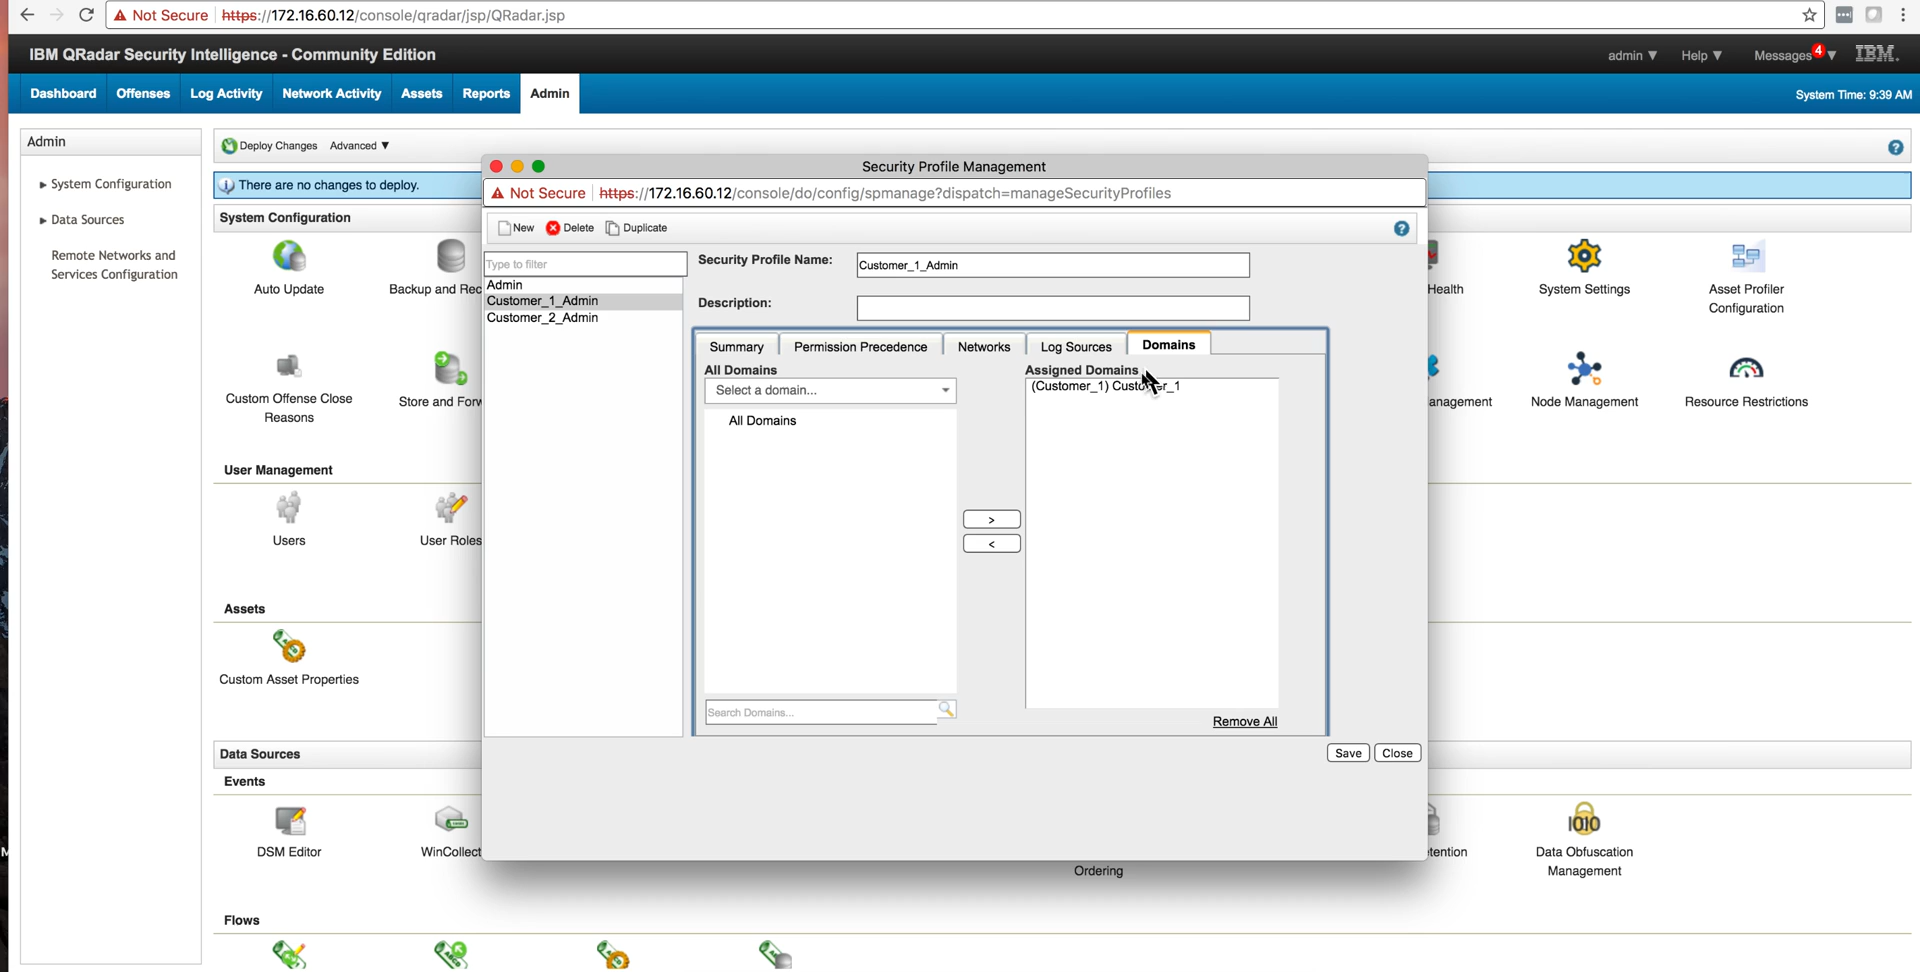 Not Secure https://172.16.60.12/console/qradar/jsp/QRadar.jsp
IBM QRadar Security Intelligence - Community Edition
admin ▼ Help ▼ Messages 4 ▼ IBM.
Dashboard Offenses Log Activity Network Activity Assets Reports Admin
System Time: 9:39 AM
Admin
System Configuration
Data Sources
Remote Networks and
Services Configuration
Deploy Changes Advanced ▼
There are no changes to deploy.
System Configuration
Auto Update
Backup and Rec
Health
System Settings
Asset Profiler
Configuration
Custom Offense Close
Reasons
Store and Forw
anagement
Node Management
Resource Restrictions
User Management
Users
User Roles
Assets
Custom Asset Properties
Data Sources
Events
DSM Editor
WinCollect
Ordering
tention
Data Obfuscation
Management
Flows
Security Profile Management
Not Secure https://172.16.60.12/console/do/config/spmanage?dispatch=manageSecurityProfiles
New Delete Duplicate
Type to filter
Admin
Customer_1_Admin
Customer_2_Admin
Security Profile Name: Customer_1_Admin
Description:
Summary Permission Precedence Networks Log Sources Domains
All Domains
Select a domain...
All Domains
Search Domains...
>
<
Assigned Domains
(Customer_1)
Remove All
Save Close